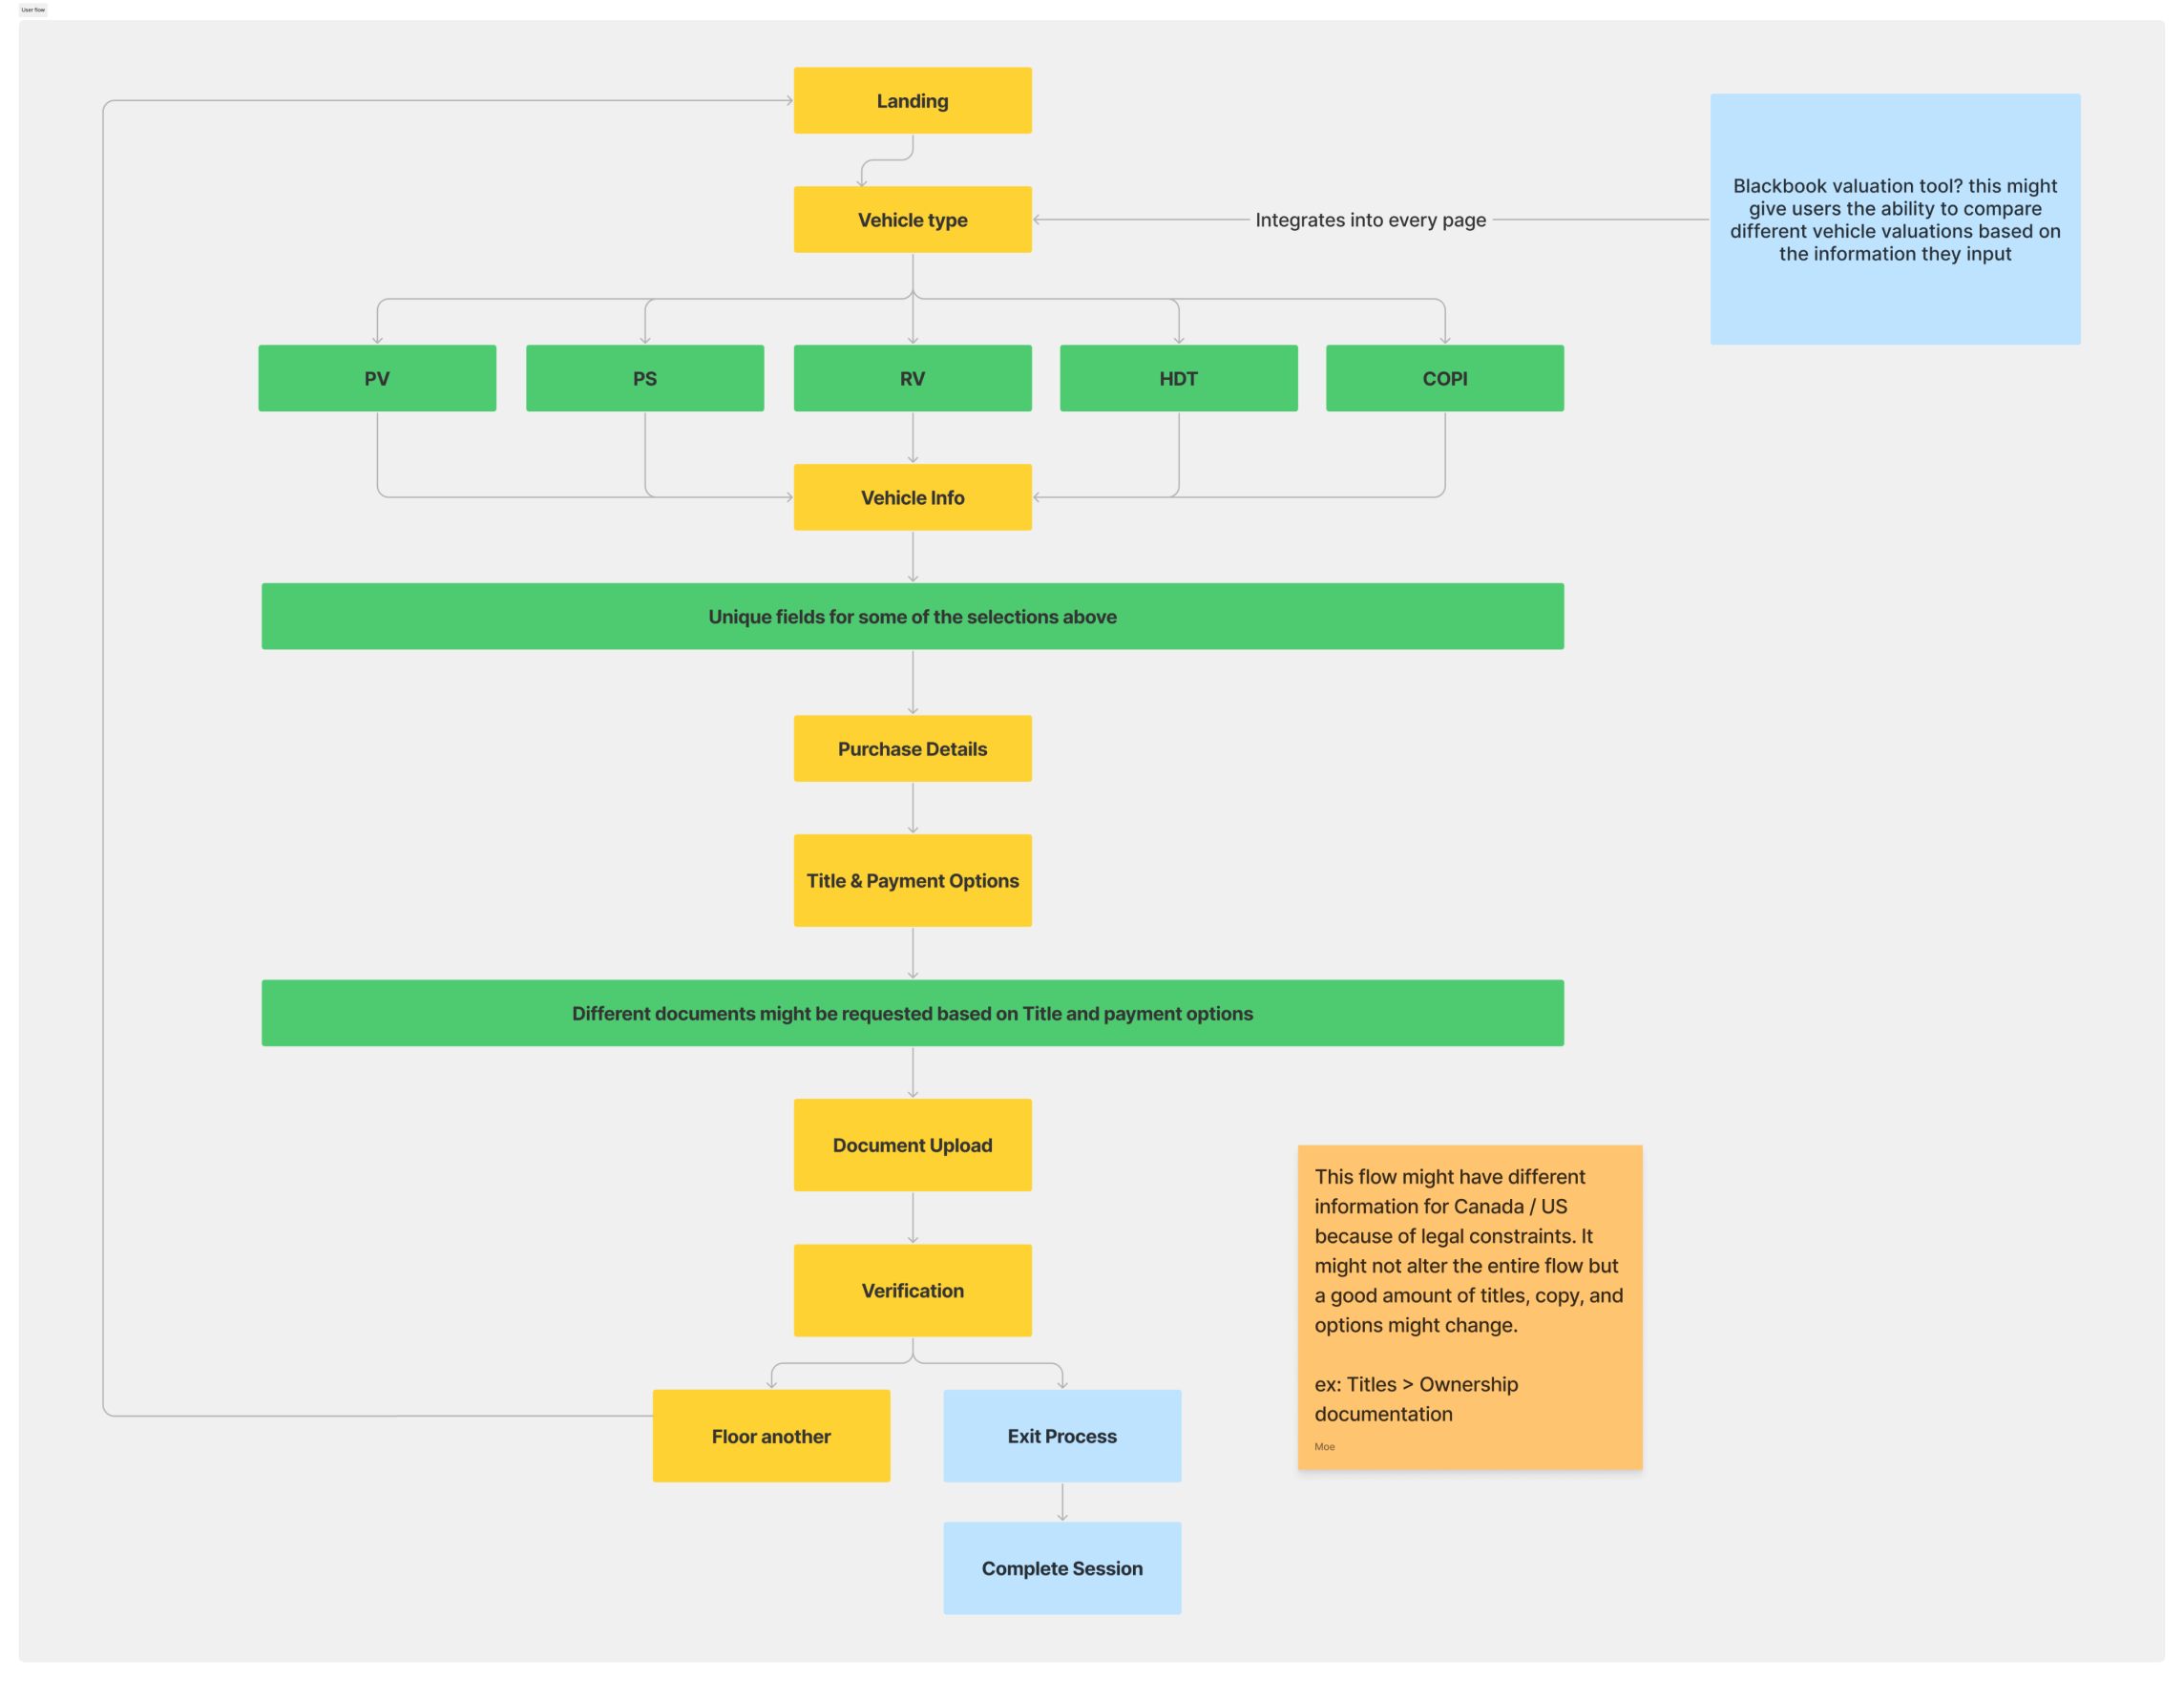 User flow
Landing
Vehicle type
Integrates into every page
Blackbook valuation tool? this might
give users the ability to compare
different vehicle valuations based on
the information they input
PV
PS
RV
HDT
COPI
Vehicle Info
Unique fields for some of the selections above
Purchase Details
Title & Payment Options
Different documents might be requested based on Title and payment options
Document Upload
Verification
Floor another
Exit Process
Complete Session
This flow might have different
information for Canada / US
because of legal constraints. It
might not alter the entire flow but
a good amount of titles, copy, and
options might change.
ex: Titles > Ownership
documentation
Moe